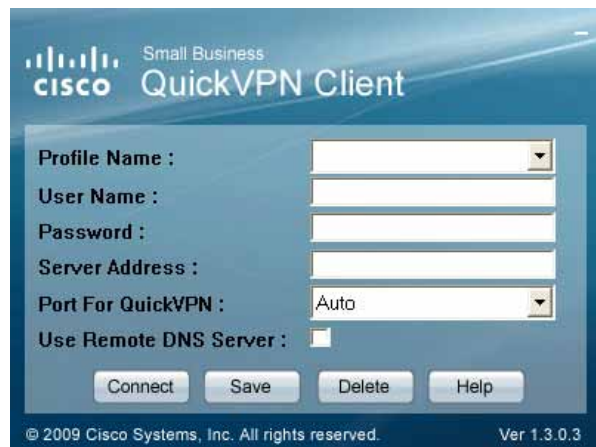 Small Business
CISCO QuickVPN Client
Profile Name :
User Name :
Password :
Server Address :
Port For QuickVPN : Auto
Use Remote DNS Server :
Connect Save Delete Help
© 2009 Cisco Systems, Inc. All rights reserved. Ver 1.3.0.3